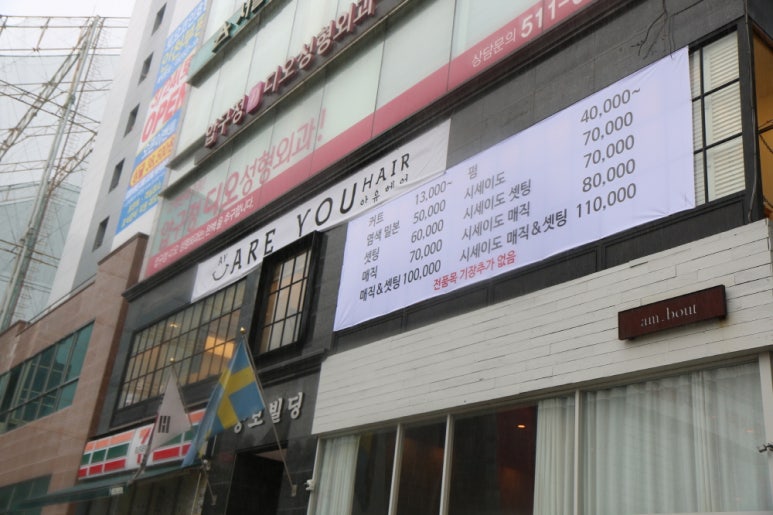 압구정 디오성형외과
상담문의 511-
OPEN
압구정 디오성형외과!
AY ARE YOU HAIR
아유헤어
커트 13,000~
염색 일본 50,000
셋팅 60,000
매직 70,000
매직&셋팅 100,000
펌 40,000~
시세이도 70,000
시세이도 셋팅 70,000
시세이도 매직 80,000
시세이도 매직&셋팅 110,000
전품목 기장추가 없음
am.bout
빌딩